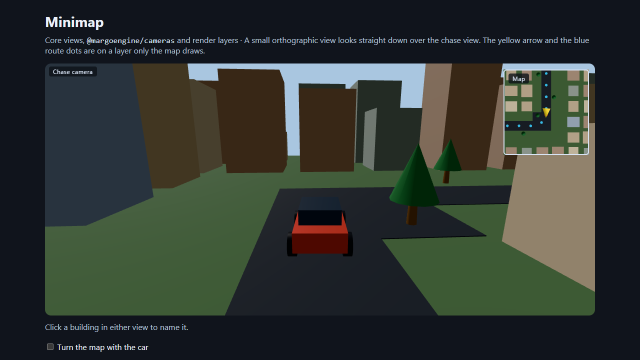 Minimap
Core views, @margoengine/cameras and render layers · A small orthographic view looks straight down over the chase view. The yellow arrow and the blue
route dots are on a layer only the map draws.
Chase camera
Map
Click a building in either view to name it.
Turn the map with the car